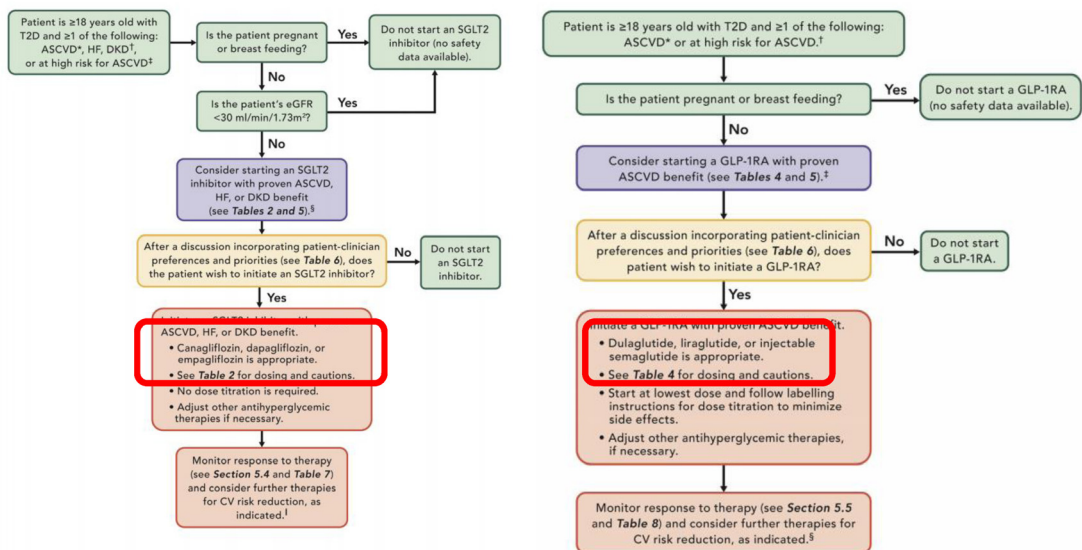 Patient is ≥18 years old with
T2D and ≥1 of the following:
ASCVD*, HF, DKD†,
or at high risk for ASCVD‡
Is the patient pregnant
or breast feeding?
Yes
Do not start an SGLT2
inhibitor (no safety
data available).
No
Is the patient's eGFR
<30 ml/min/1.73m²?
Yes
No
Consider starting an SGLT2
inhibitor with proven ASCVD,
HF, or DKD benefit
(see Tables 2 and 5).§
After a discussion incorporating patient-clinician
preferences and priorities (see Table 6), does
the patient wish to initiate an SGLT2 inhibitor?
No
Do not start
an SGLT2
inhibitor.
Yes
ASCVD, HF, or DKD benefit.
• Canagliflozin, dapagliflozin, or
empagliflozin is appropriate.
• See Table 2 for dosing and cautions.
• No dose titration is required.
• Adjust other antihyperglycemic
therapies if necessary.
Monitor response to therapy
(see Section 5.4 and Table 7)
and consider further therapies
for CV risk reduction, as
indicated.‖
Patient is ≥18 years old with T2D and ≥1 of the following:
ASCVD* or at high risk for ASCVD.†
Is the patient pregnant or breast feeding?
Yes
Do not start a GLP-1RA
(no safety data available).
No
Consider starting a GLP-1RA with proven
ASCVD benefit (see Tables 4 and 5).‡
After a discussion incorporating patient-clinician
preferences and priorities (see Table 6), does
patient wish to initiate a GLP-1RA?
No
Do not start
a GLP-1RA.
Yes
Initiate a GLP-1RA with proven ASCVD benefit.
• Dulaglutide, liraglutide, or injectable
semaglutide is appropriate.
• See Table 4 for dosing and cautions.
• Start at lowest dose and follow labelling
instructions for dose titration to minimize
side effects.
• Adjust other antihyperglycemic therapies,
if necessary.
Monitor response to therapy (see Section 5.5
and Table 8) and consider further therapies for
CV risk reduction, as indicated.§